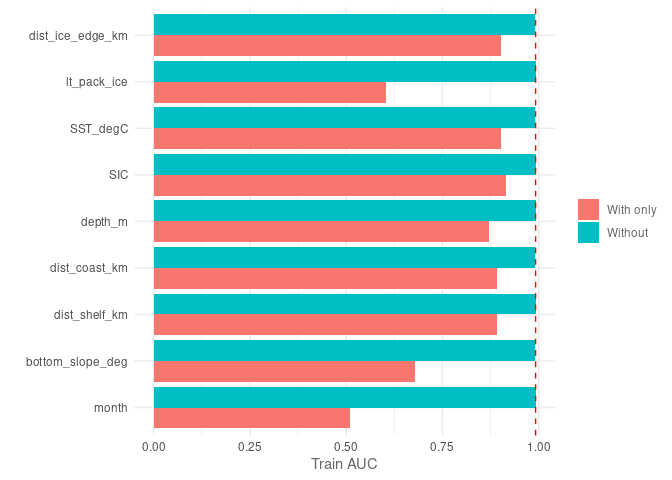 dist_ice_edge_km
lt_pack_ice
SST_degC
SIC
depth_m
dist_coast_km
dist_shelf_km
bottom_slope_deg
month
0.00 0.25 0.50 0.75 1.00
Train AUC
With only
Without